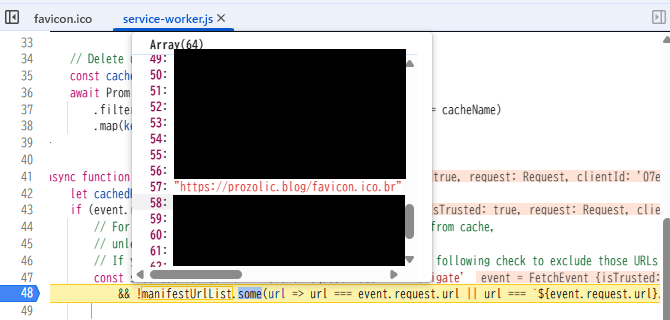 favicon.ico
service-worker.js ×
Array(64)
33
34 // Delete
35 const cache
36 await Prom
37 .filter = cacheName)
38 .map(k
39
40
41 async function true, request: Request, clientId: '07e
42 let cachedR
43 if (event. isTrusted: true, request: Request, clie
44 // For from cache,
45 // unl
46 // If y following check to exclude those URLs
47 const igate' event = FetchEvent {isTrusted:
48 && !manifestUrlList.some(url => url === event.request.url || url === `${event.request.url}.
49:
50:
51:
52:
53:
54:
55:
56:
57: "https://prozolic.blog/favicon.ico.br"
58:
59:
60:
61:
62: